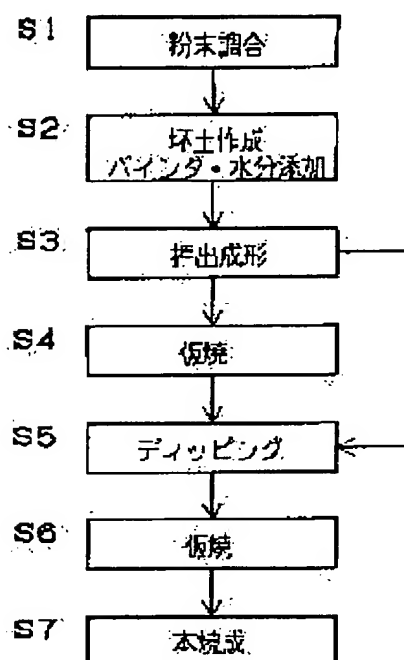 S1
粉末調合
S2
坏土作成
バインダ・水分添加
S3
押出成形
S4
仮焼
S5
ディッピング
S6
仮焼
S7
本焼成